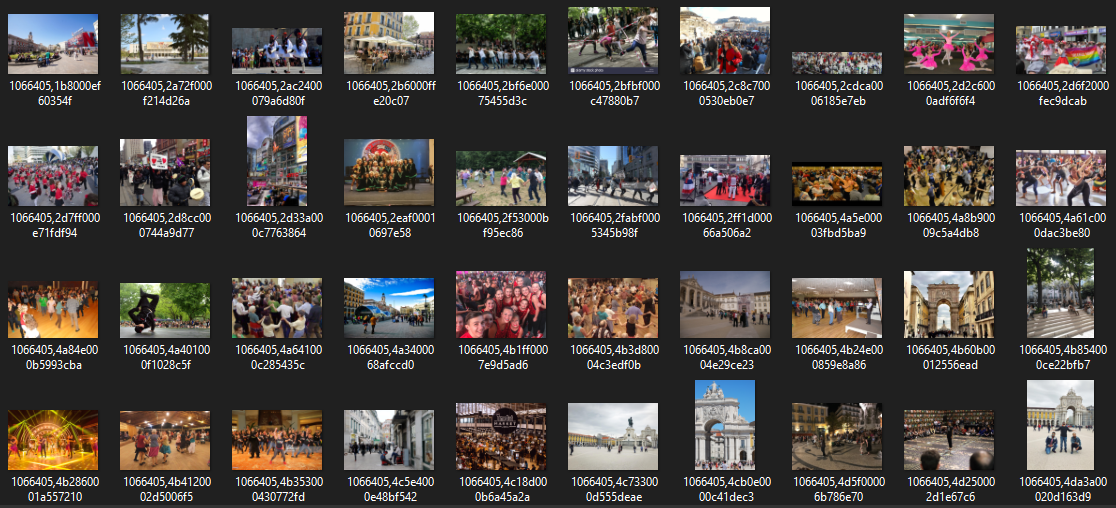 1066405,1b8000ef
60354f
1066405,2a72f000
f214d26a
1066405,2ac2400
079a6d80f
1066405,2b6000ff
e20c07
1066405,2bf6e000
75455d3c
1066405,2bfbf000
c47880b7
1066405,2c8c700
0530eb0e7
1066405,2cdca00
06185e7eb
1066405,2d2c600
0adf6f6f4
1066405,2d6f2000
fec9dcab
1066405,2d7ff000
e71fdf94
1066405,2d8cc00
0744a9d77
1066405,2d33a00
0c7763864
1066405,2eaf0001
0697e58
1066405,2f53000b
f95ec86
1066405,2fabf000
5345b98f
1066405,2ff1d000
66a506a2
1066405,4a5e000
03fbd5ba9
1066405,4a8b900
09c5a4db8
1066405,4a61c00
0dac3be80
1066405,4a84e00
0b5993cba
1066405,4a40100
0f1028c5f
1066405,4a64100
0c285435c
1066405,4a34000
68afccd0
1066405,4b1ff000
7e9d5ad6
1066405,4b3d800
04c3edf0b
1066405,4b8ca00
04e29ce23
1066405,4b24e00
0859e8a86
1066405,4b60b00
012556ead
1066405,4b85400
0ce22bfb7
1066405,4b28600
01a557210
1066405,4b41200
02d5006f5
1066405,4b35300
0430772fd
1066405,4c5e400
0e48bf542
1066405,4c18d00
0b6a45a2a
1066405,4c73300
0d555deae
1066405,4cb0e00
00c41dec3
1066405,4d5f0000
6b786e70
1066405,4d25000
2d1e67c6
1066405,4da3a00
020d163d9